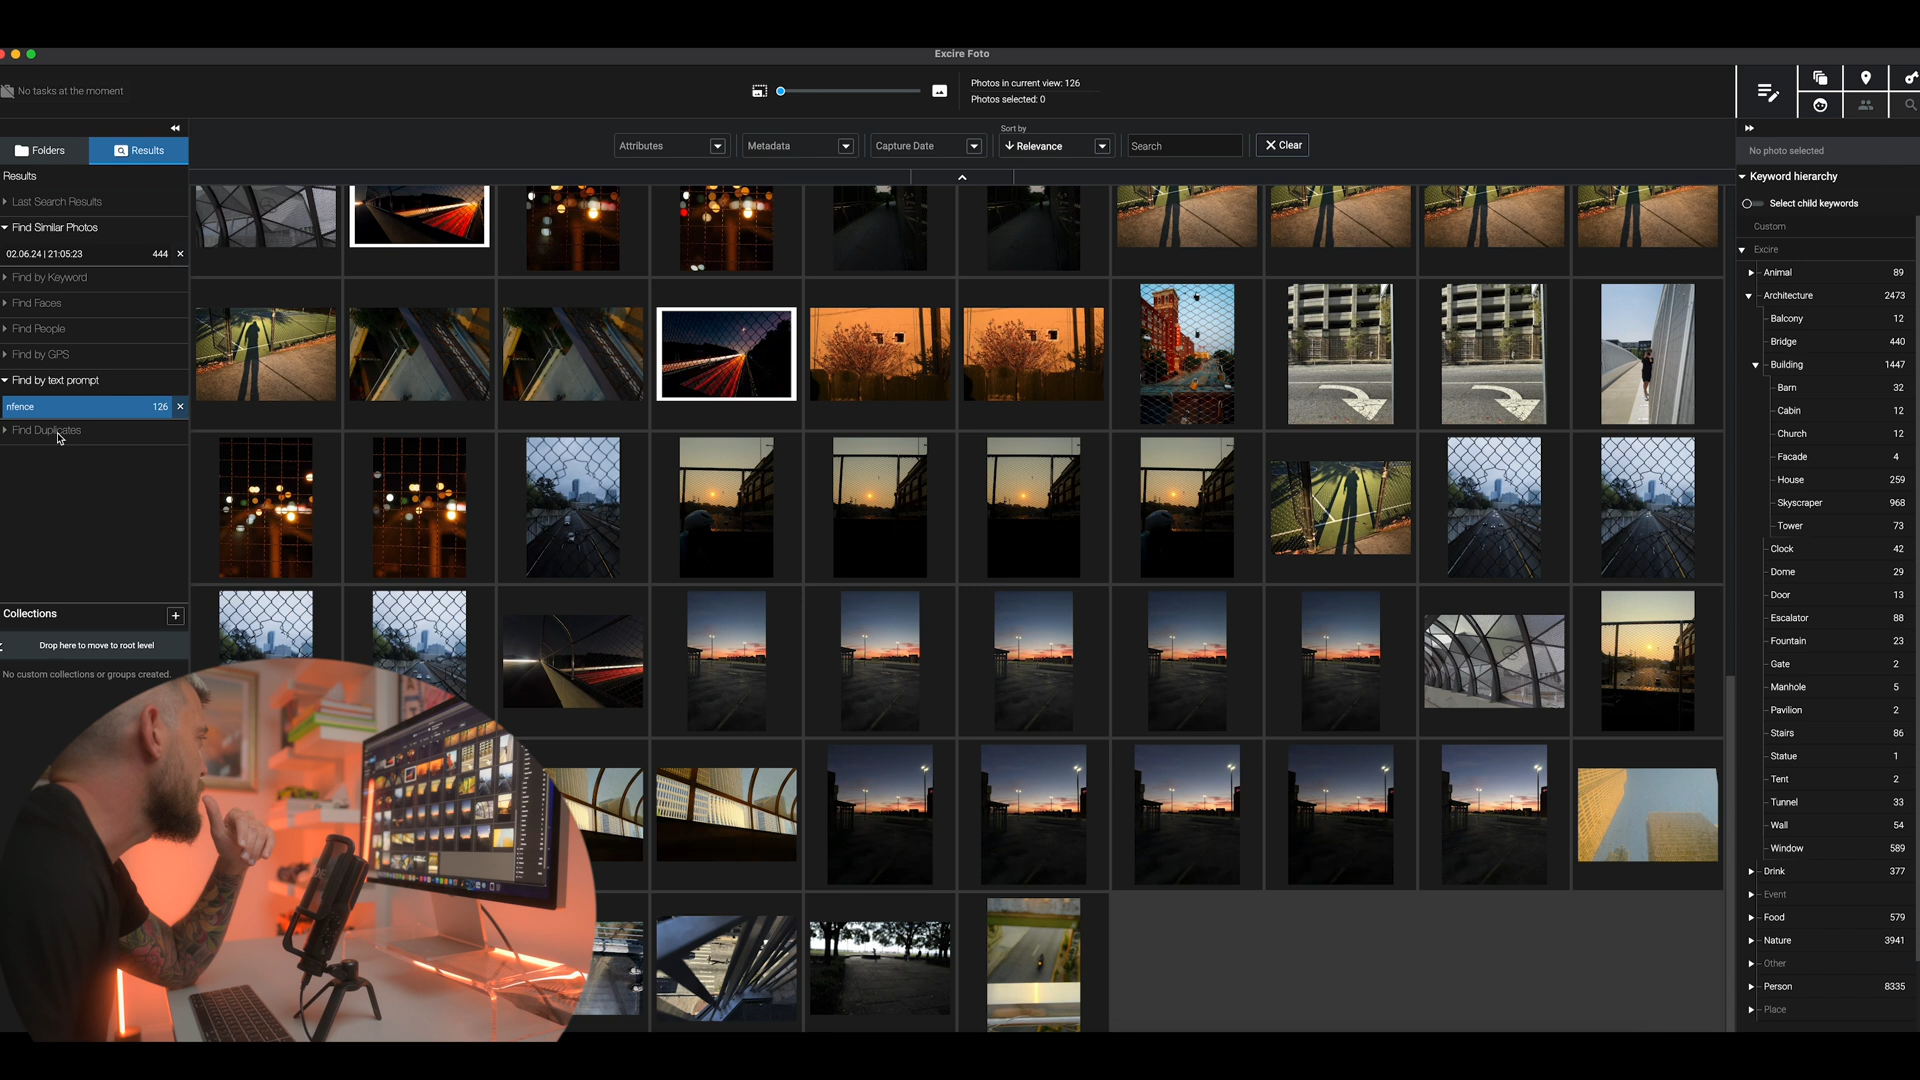 Excire Foto
No tasks at the moment
Photos in current view: 126
Photos selected: 0
Folders
Results
Sort by
Attributes
Metadata
Capture Date
Relevance
Search
Clear
No photo selected
Results
Last Search Results
Find Similar Photos
02.06.24 | 21:05:23 444
Find by Keyword
Find Faces
Find People
Find by GPS
Find by text prompt
nfence 126
Find Duplicates
Collections
Drop here to move to root level
No custom collections or groups created.
Keyword hierarchy
Select child keywords
Custom
Excire
Animal 89
Architecture 2473
Balcony 12
Bridge 440
Building 1447
Barn 32
Cabin 12
Church 12
Facade 4
House 259
Skyscraper 968
Tower 73
Clock 42
Dome 29
Door 13
Escalator 88
Fountain 23
Gate 2
Manhole 5
Pavilion 2
Stairs 86
Statue 1
Tent 2
Tunnel 33
Wall 54
Window 589
Drink 377
Event
Food 579
Nature 3941
Other
Person 8335
Place